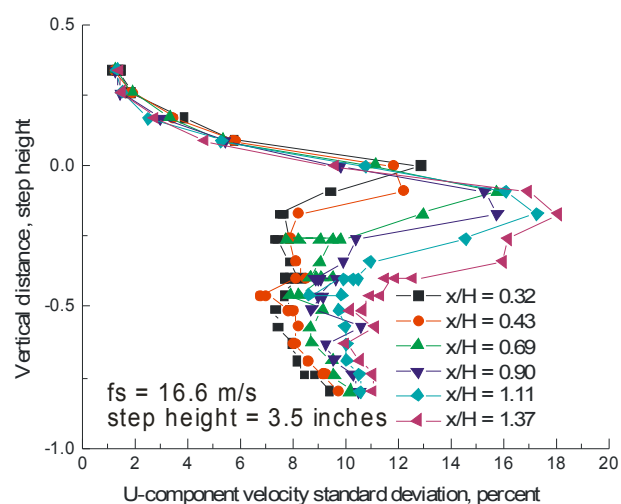 0.5
0.0
-0.5
-1.0
Vertical distance, step height
x/H = 0.32
x/H = 0.43
x/H = 0.69
x/H = 0.90
x/H = 1.11
x/H = 1.37
fs = 16.6 m/s
step height = 3.5 inches
0 2 4 6 8 10 12 14 16 18 20
U-component velocity standard deviation, percent